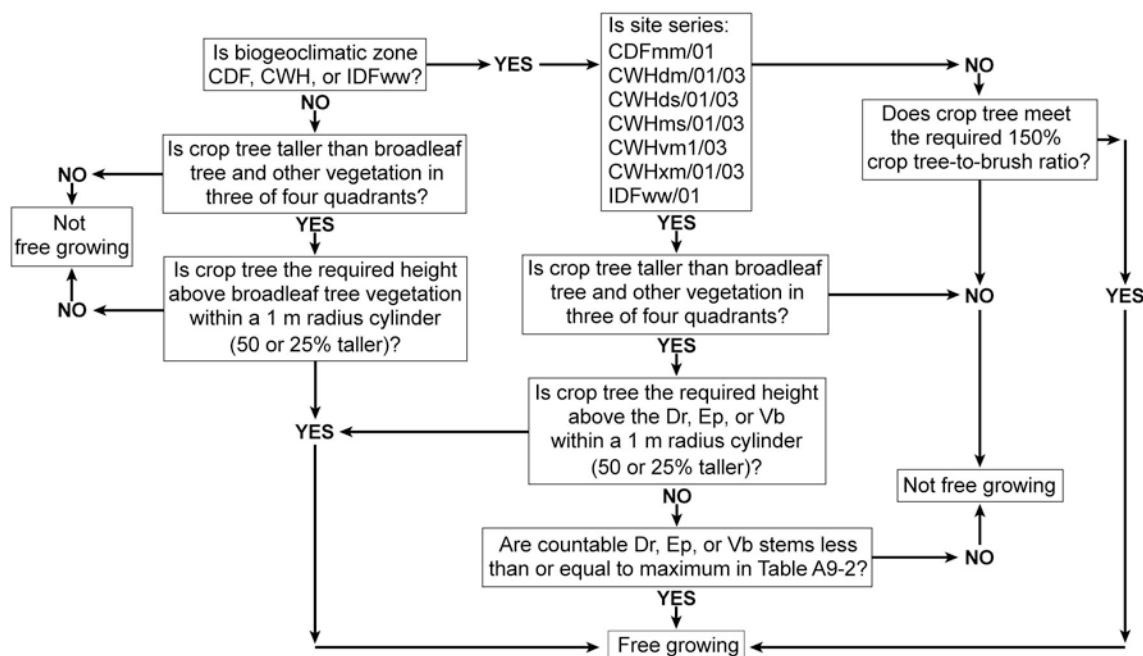 Is biogeoclimatic zone
CDF, CWH, or IDFww?
YES
Is site series:
CDFmm/01
CWHdm/01/03
CWHds/01/03
CWHms/01/03
CWHvm1/03
CWHxm/01/03
IDFww/01
NO
Does crop tree meet
the required 150%
crop tree-to-brush ratio?
NO
Is crop tree taller than broadleaf
tree and other vegetation in
three of four quadrants?
NO
Not
free growing
YES
Is crop tree the required height
above broadleaf tree vegetation
within a 1 m radius cylinder
(50 or 25% taller)?
NO
YES
Is crop tree taller than broadleaf
tree and other vegetation in
three of four quadrants?
NO
YES
YES
Is crop tree the required height
above the Dr, Ep, or Vb
within a 1 m radius cylinder
(50 or 25% taller)?
YES
NO
Not free growing
Are countable Dr, Ep, or Vb stems less
than or equal to maximum in Table A9-2?
NO
YES
Free growing